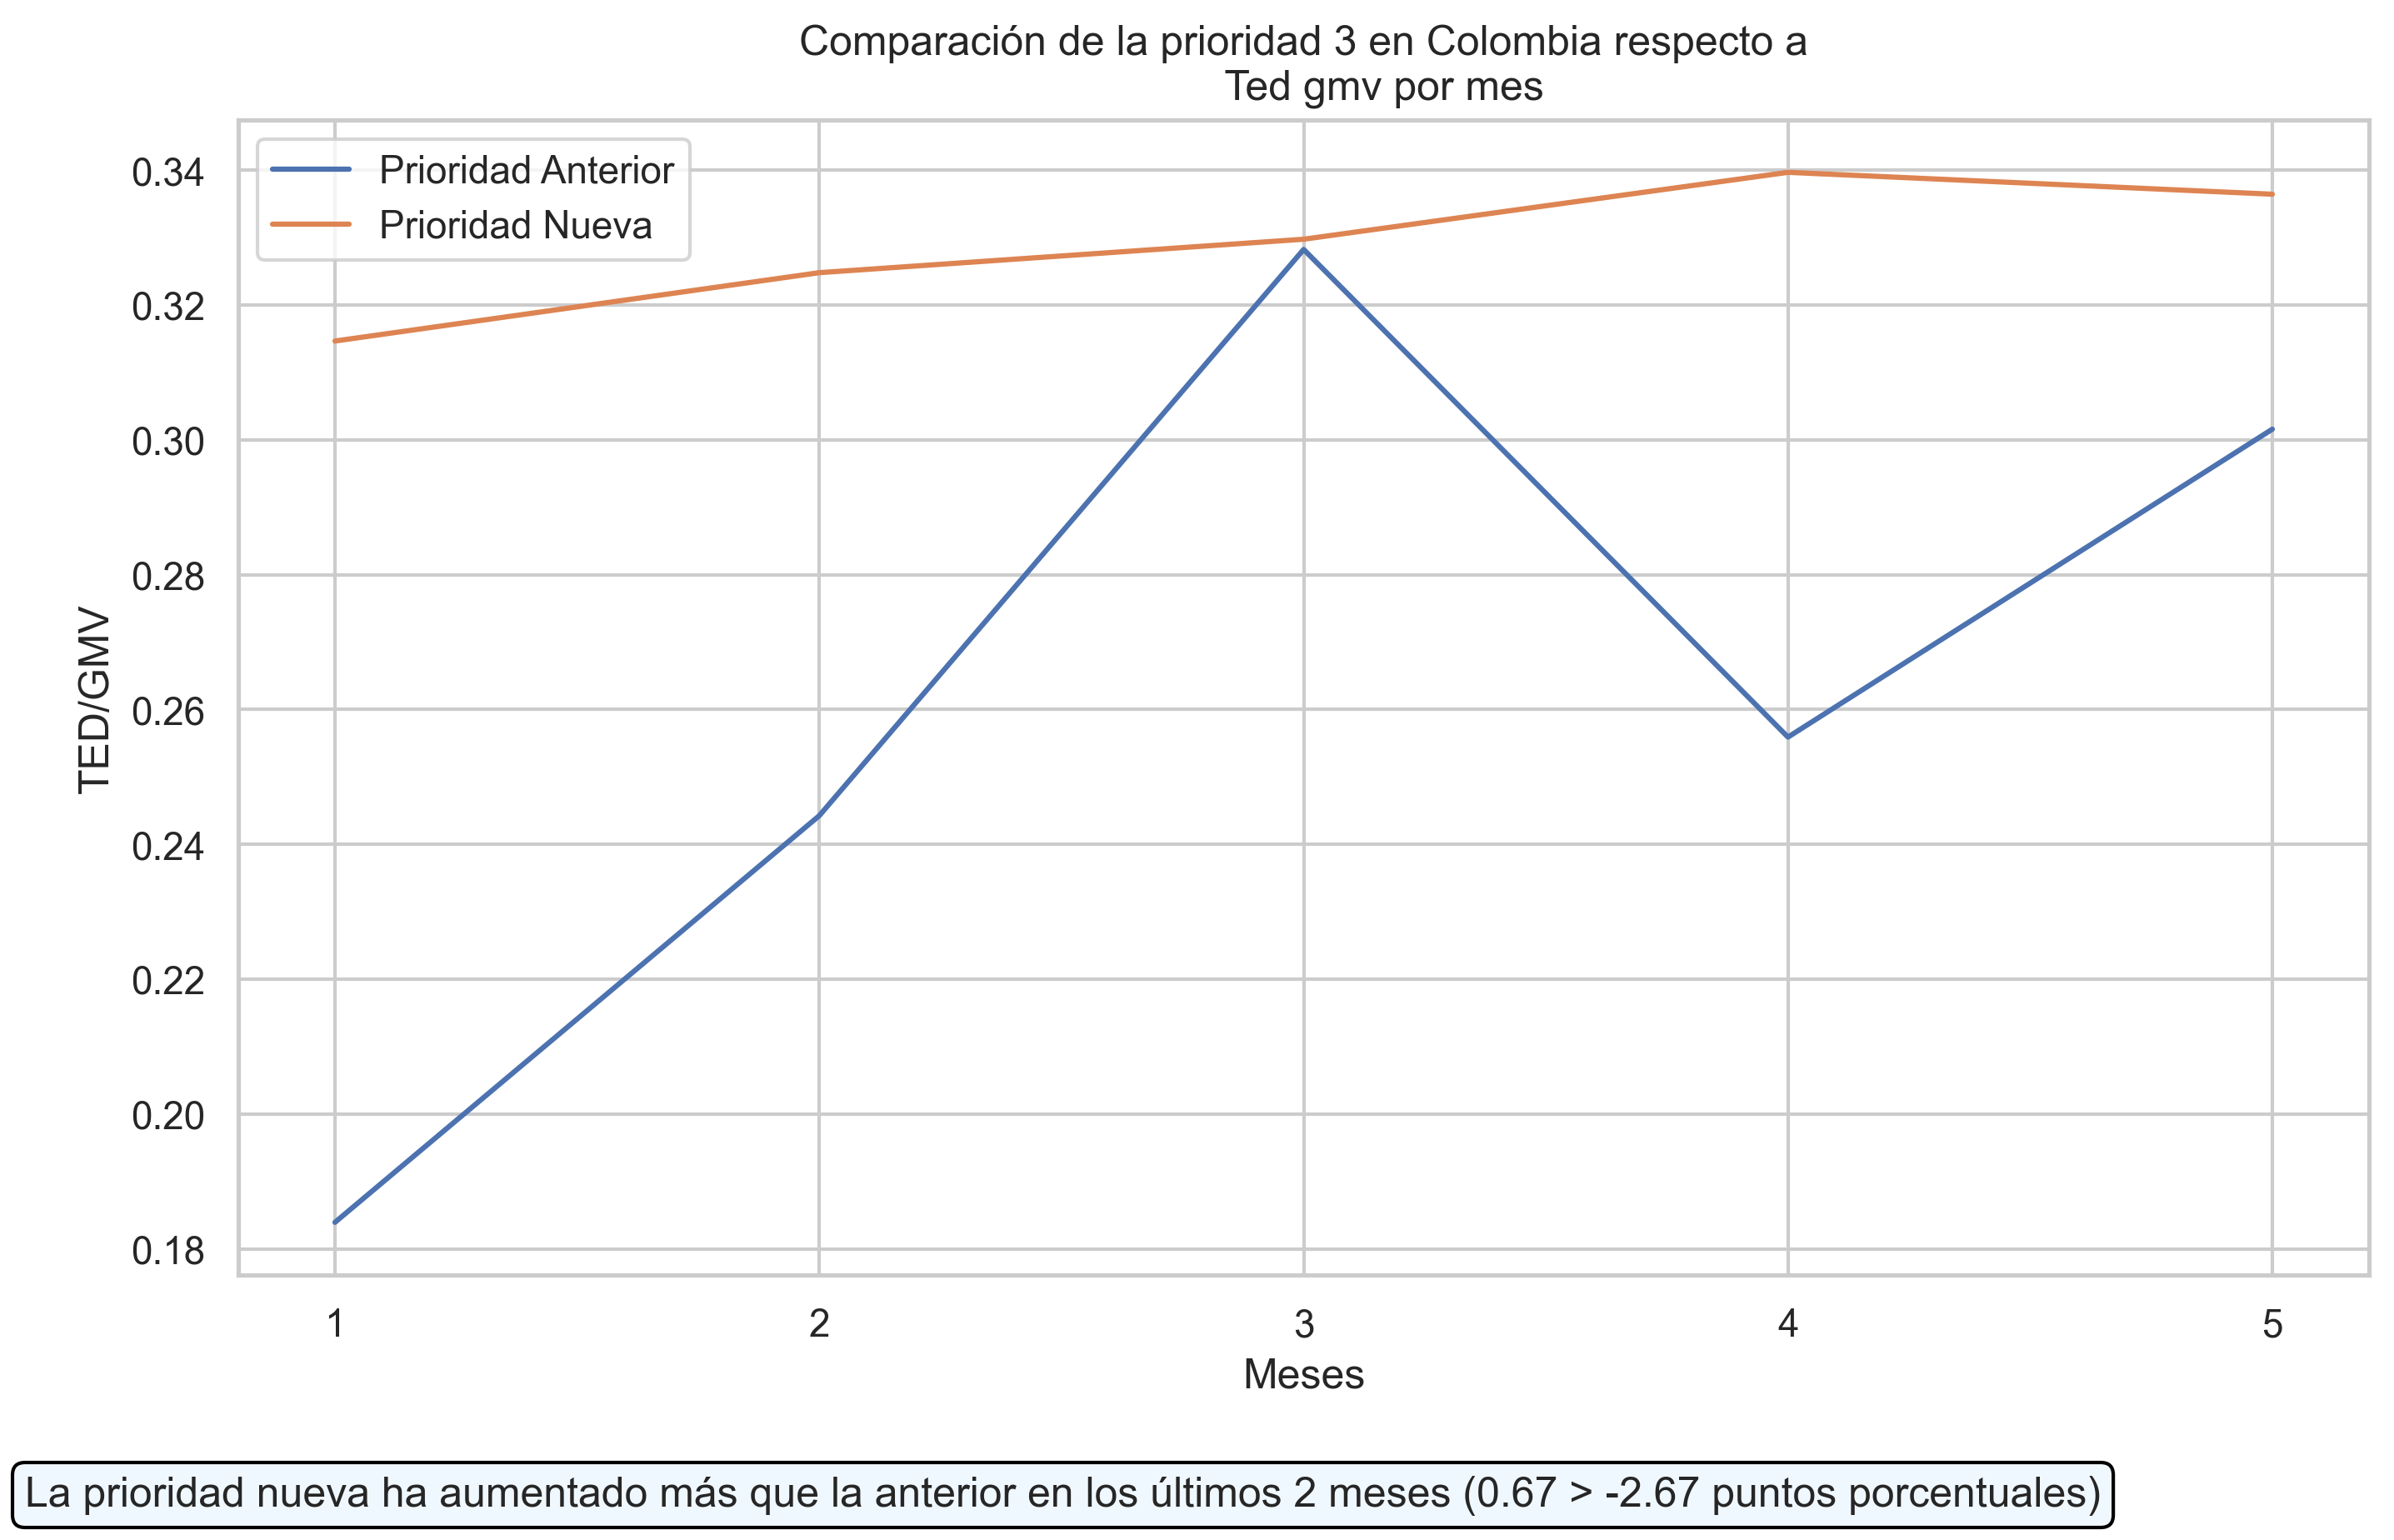 Comparación de la prioridad 3 en Colombia respecto a
Ted gmv por mes
Prioridad Anterior
Prioridad Nueva
0.34
0.32
0.30
0.28
0.26
0.24
0.22
0.20
0.18
TED/GMV
1 2 3 4 5
Meses
La prioridad nueva ha aumentado más que la anterior en los últimos 2 meses (0.67 > -2.67 puntos porcentuales)